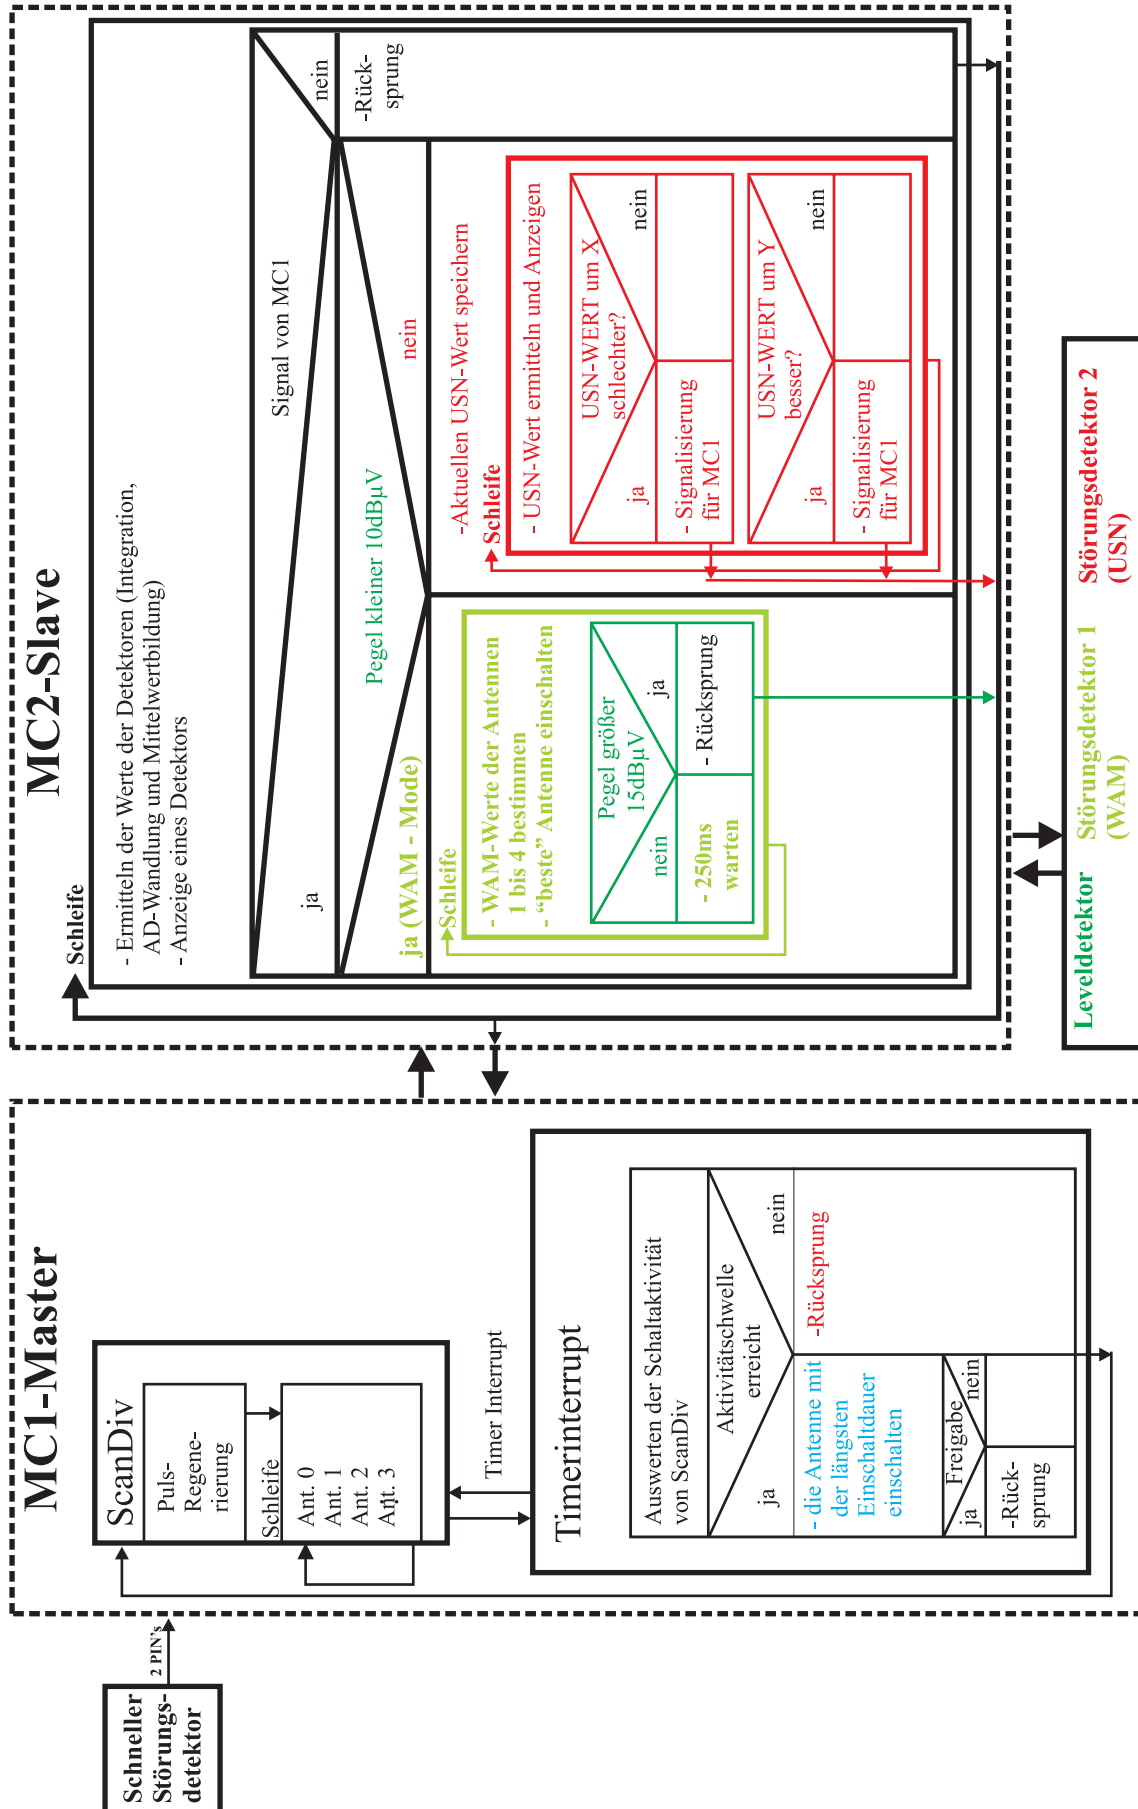 Schneller
Störungs-
detektor
2 PIN's
MC1-Master
ScanDiv
Puls-
Regene-
rierung
Schleife
Ant. 0
Ant. 1
Ant. 2
Ant. 3
Timer Interrupt
Timerinterrupt
Auswerten der Schaltaktivität
von ScanDiv
Aktivitätschwelle
erreicht
ja
nein
- die Antenne mit
der längsten
Einschaltdauer
einschalten
-Rücksprung
Freigabe
ja
nein
-Rück-
sprung
MC2-Slave
Schleife
- Ermitteln der Werte der Detektoren (Integration,
AD-Wandlung und Mittelwertbildung)
- Anzeige eines Detektors
Signal von MC1
ja
nein
-Rück-
sprung
Pegel kleiner 10dBµV
ja (WAM - Mode)
nein
Schleife
- WAM-Werte der Antennen
1 bis 4 bestimmen
- “beste” Antenne einschalten
Pegel größer
15dBµV
nein
ja
- 250ms
warten
- Rücksprung
-Aktuellen USN-Wert speichern
Schleife
- USN-Wert ermitteln und Anzeigen
USN-WERT um X
schlechter?
ja
nein
- Signalisierung
für MC1
USN-WERT um Y
besser?
ja
nein
- Signalisierung
für MC1
Leveldetektor
Störungsdetektor 1
(WAM)
Störungsdetektor 2
(USN)